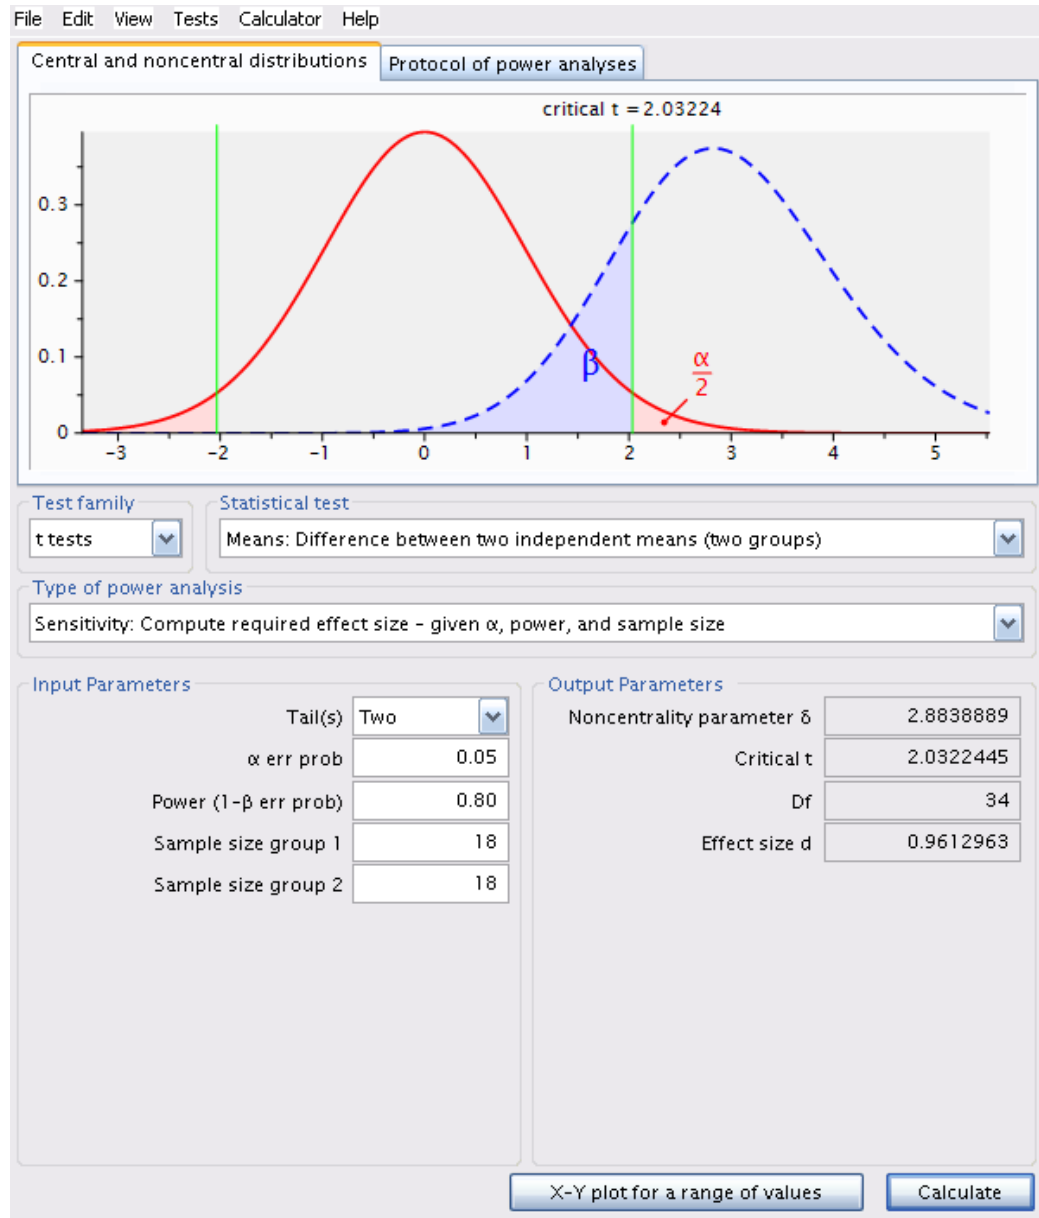 File Edit View Tests Calculator Help
Central and noncentral distributions
Protocol of power analyses
critical t = 2.03224
0.3
0.2
0.1
0
β
α
2
-3 -2 -1 0 1 2 3 4 5
Test family
Statistical test
t tests
Means: Difference between two independent means (two groups)
Type of power analysis
Sensitivity: Compute required effect size - given α, power, and sample size
Input Parameters
Output Parameters
Tail(s) Two
Noncentrality parameter δ 2.8838889
α err prob 0.05
Critical t 2.0322445
Power (1-β err prob) 0.80
Df 34
Sample size group 1 18
Effect size d 0.9612963
Sample size group 2 18
X-Y plot for a range of values
Calculate